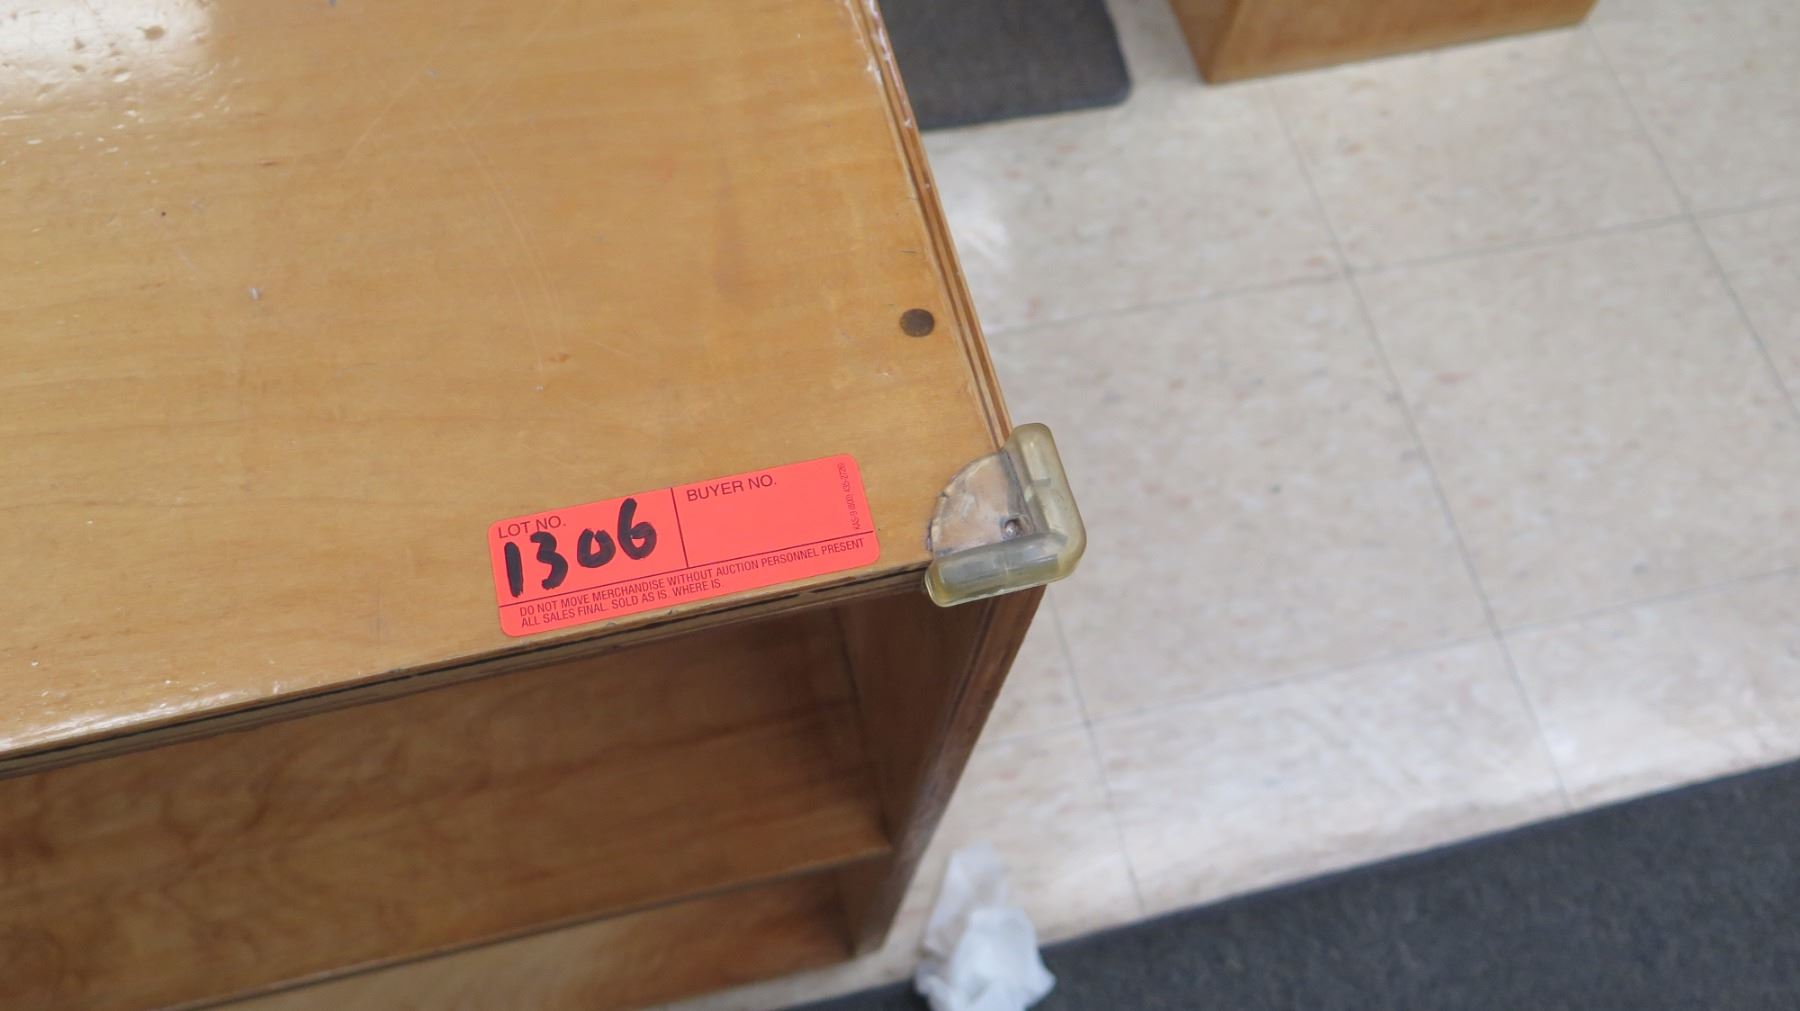 LOT NO.
1306
BUYER NO.
DO NOT MOVE MERCHANDISE WITHOUT AUCTION PERSONNEL PRESENT
ALL SALES FINAL. SOLD AS IS. WHERE IS.